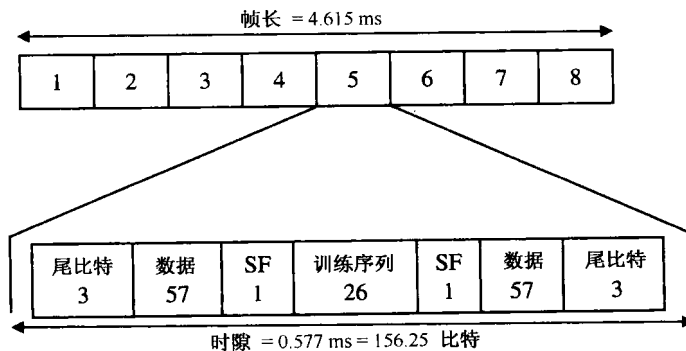 帧长 = 4.615 ms
1 2 3 4 5 6 7 8
尾比特 数据 SF 训练序列 SF 数据 尾比特
3 57 1 26 1 57 3
时隙 = 0.577 ms = 156.25 比特